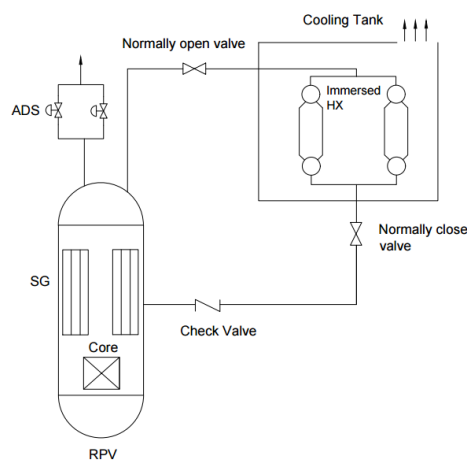 Cooling Tank
Normally open valve
Immersed
HX
ADS
Normally close
valve
SG
Check Valve
Core
RPV